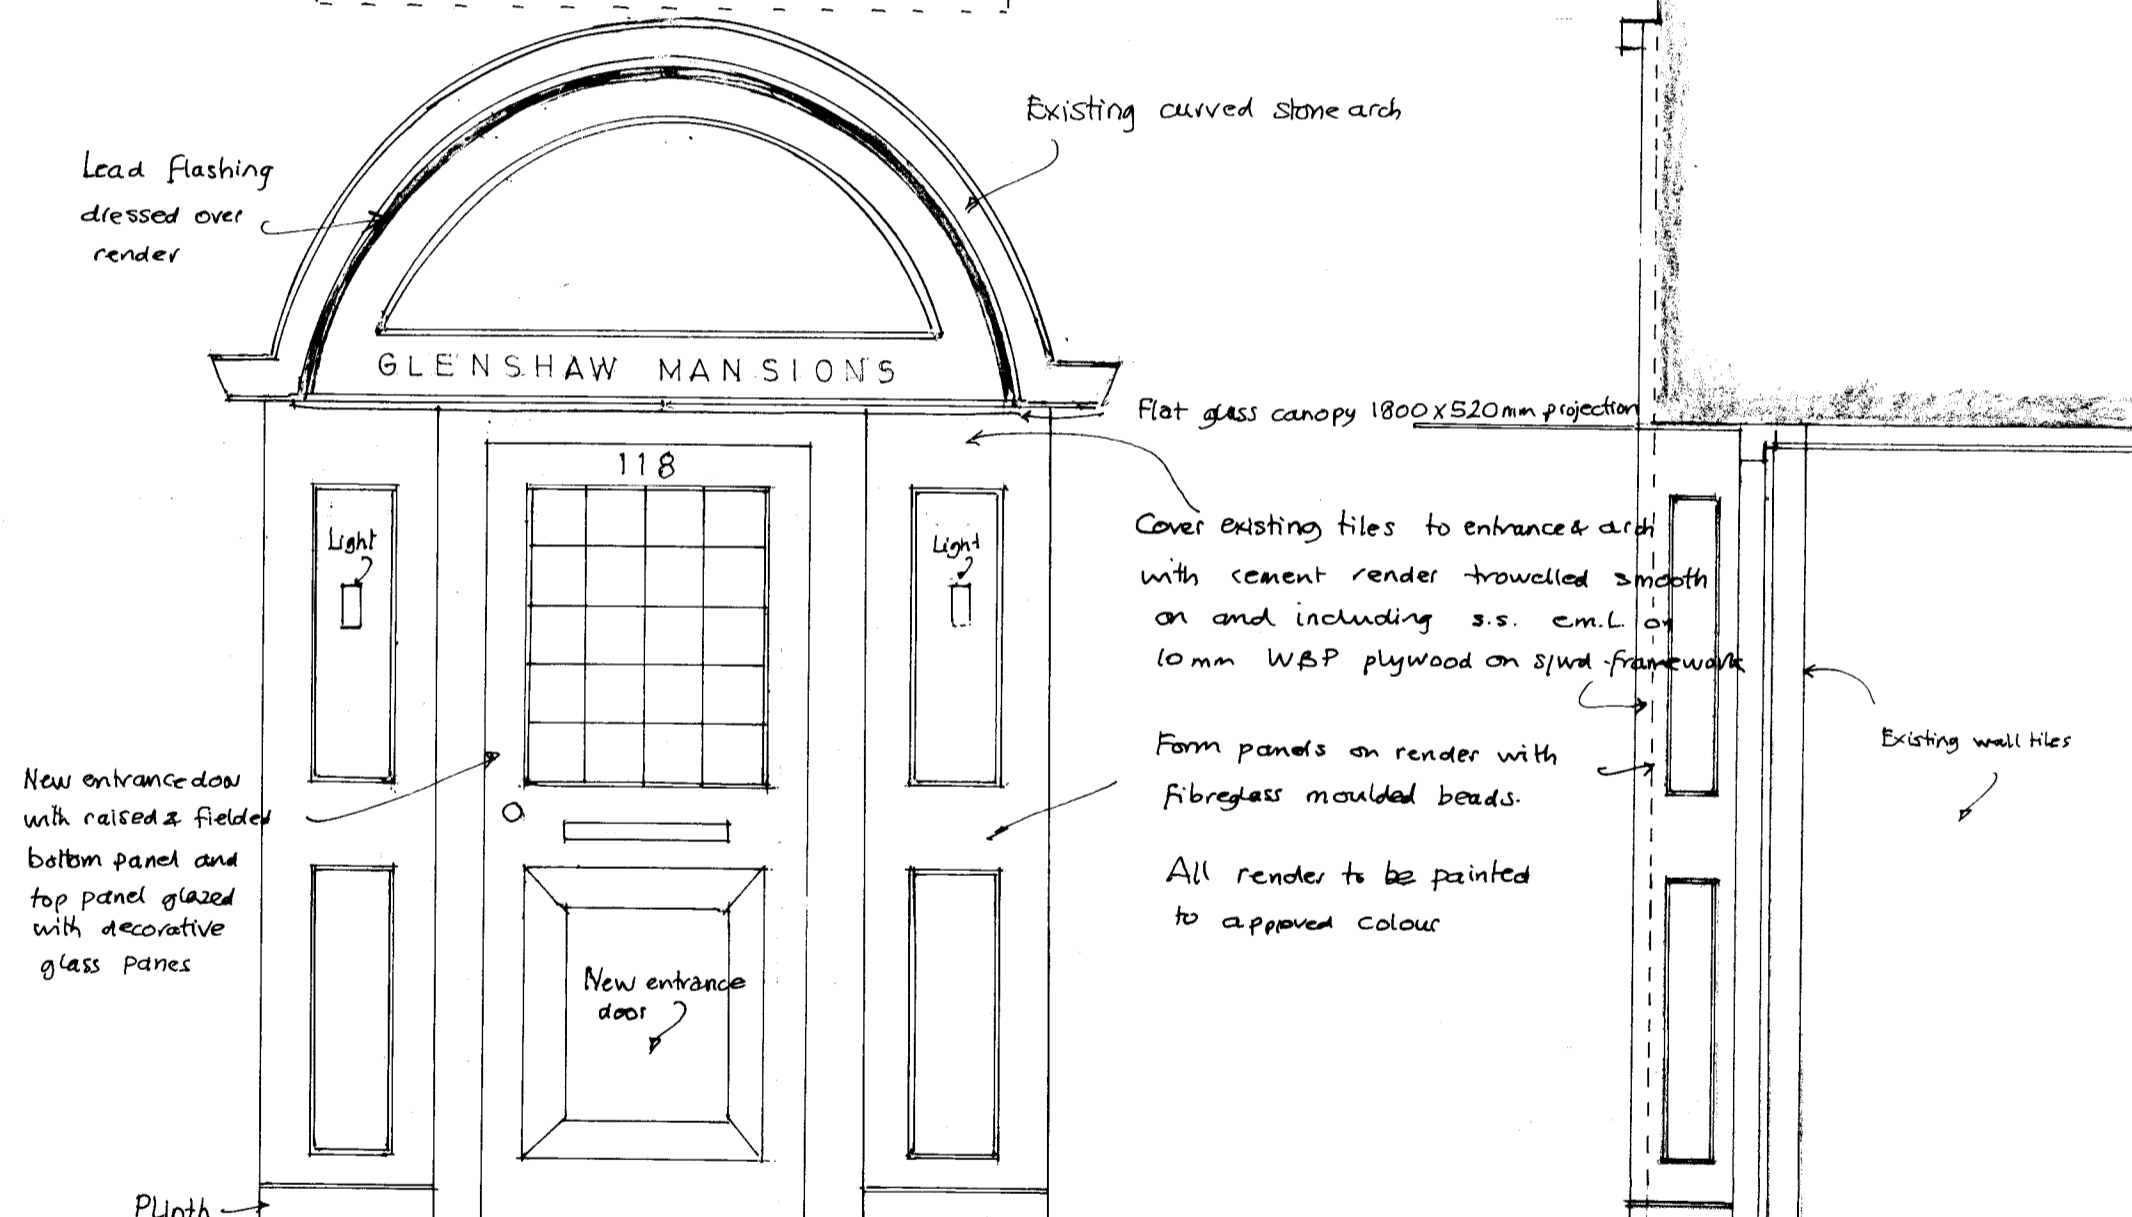 Existing curved stone arch
Lead flashing
dressed over
render
GLENSHAW MANSIONS
Flat glass canopy 1800 x 520mm projection
118
Light
Light
Cover existing tiles to entrance & arch
with cement render trowelled smooth
on and including s.s. em.L on
10mm WBP plywood on s/wd framework
Form panels on render with
fibreglass moulded beads.
All render to be painted
to approved colour
Existing wall tiles
New entrance door
with raised & fielded
bottom panel and
top panel glazed
with decorative
glass panes
New entrance
door
Plinth